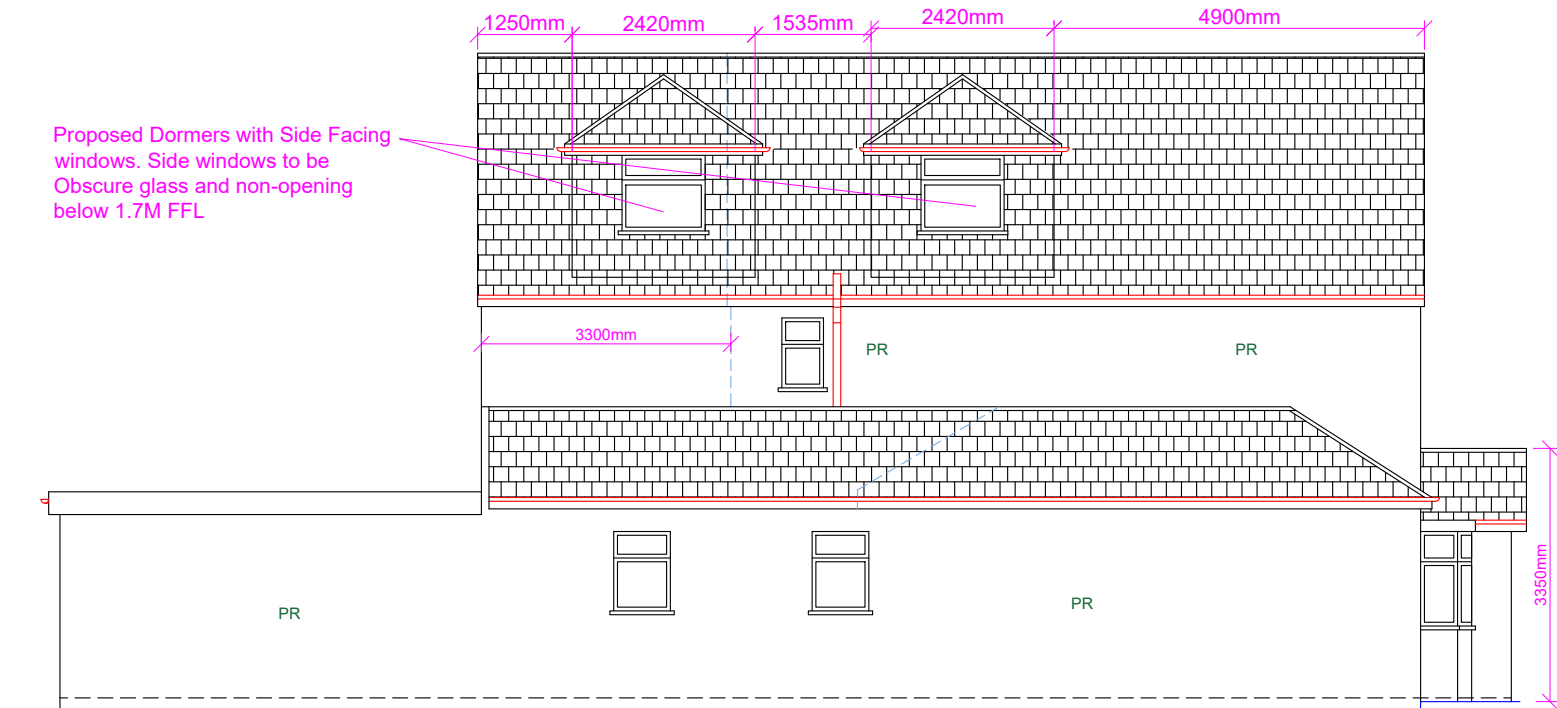 1250mm 2420mm 1535mm 2420mm 4900mm
Proposed Dormers with Side Facing
windows. Side windows to be
Obscure glass and non-opening
below 1.7M FFL
3300mm
PR
PR
3350mm
PR
PR